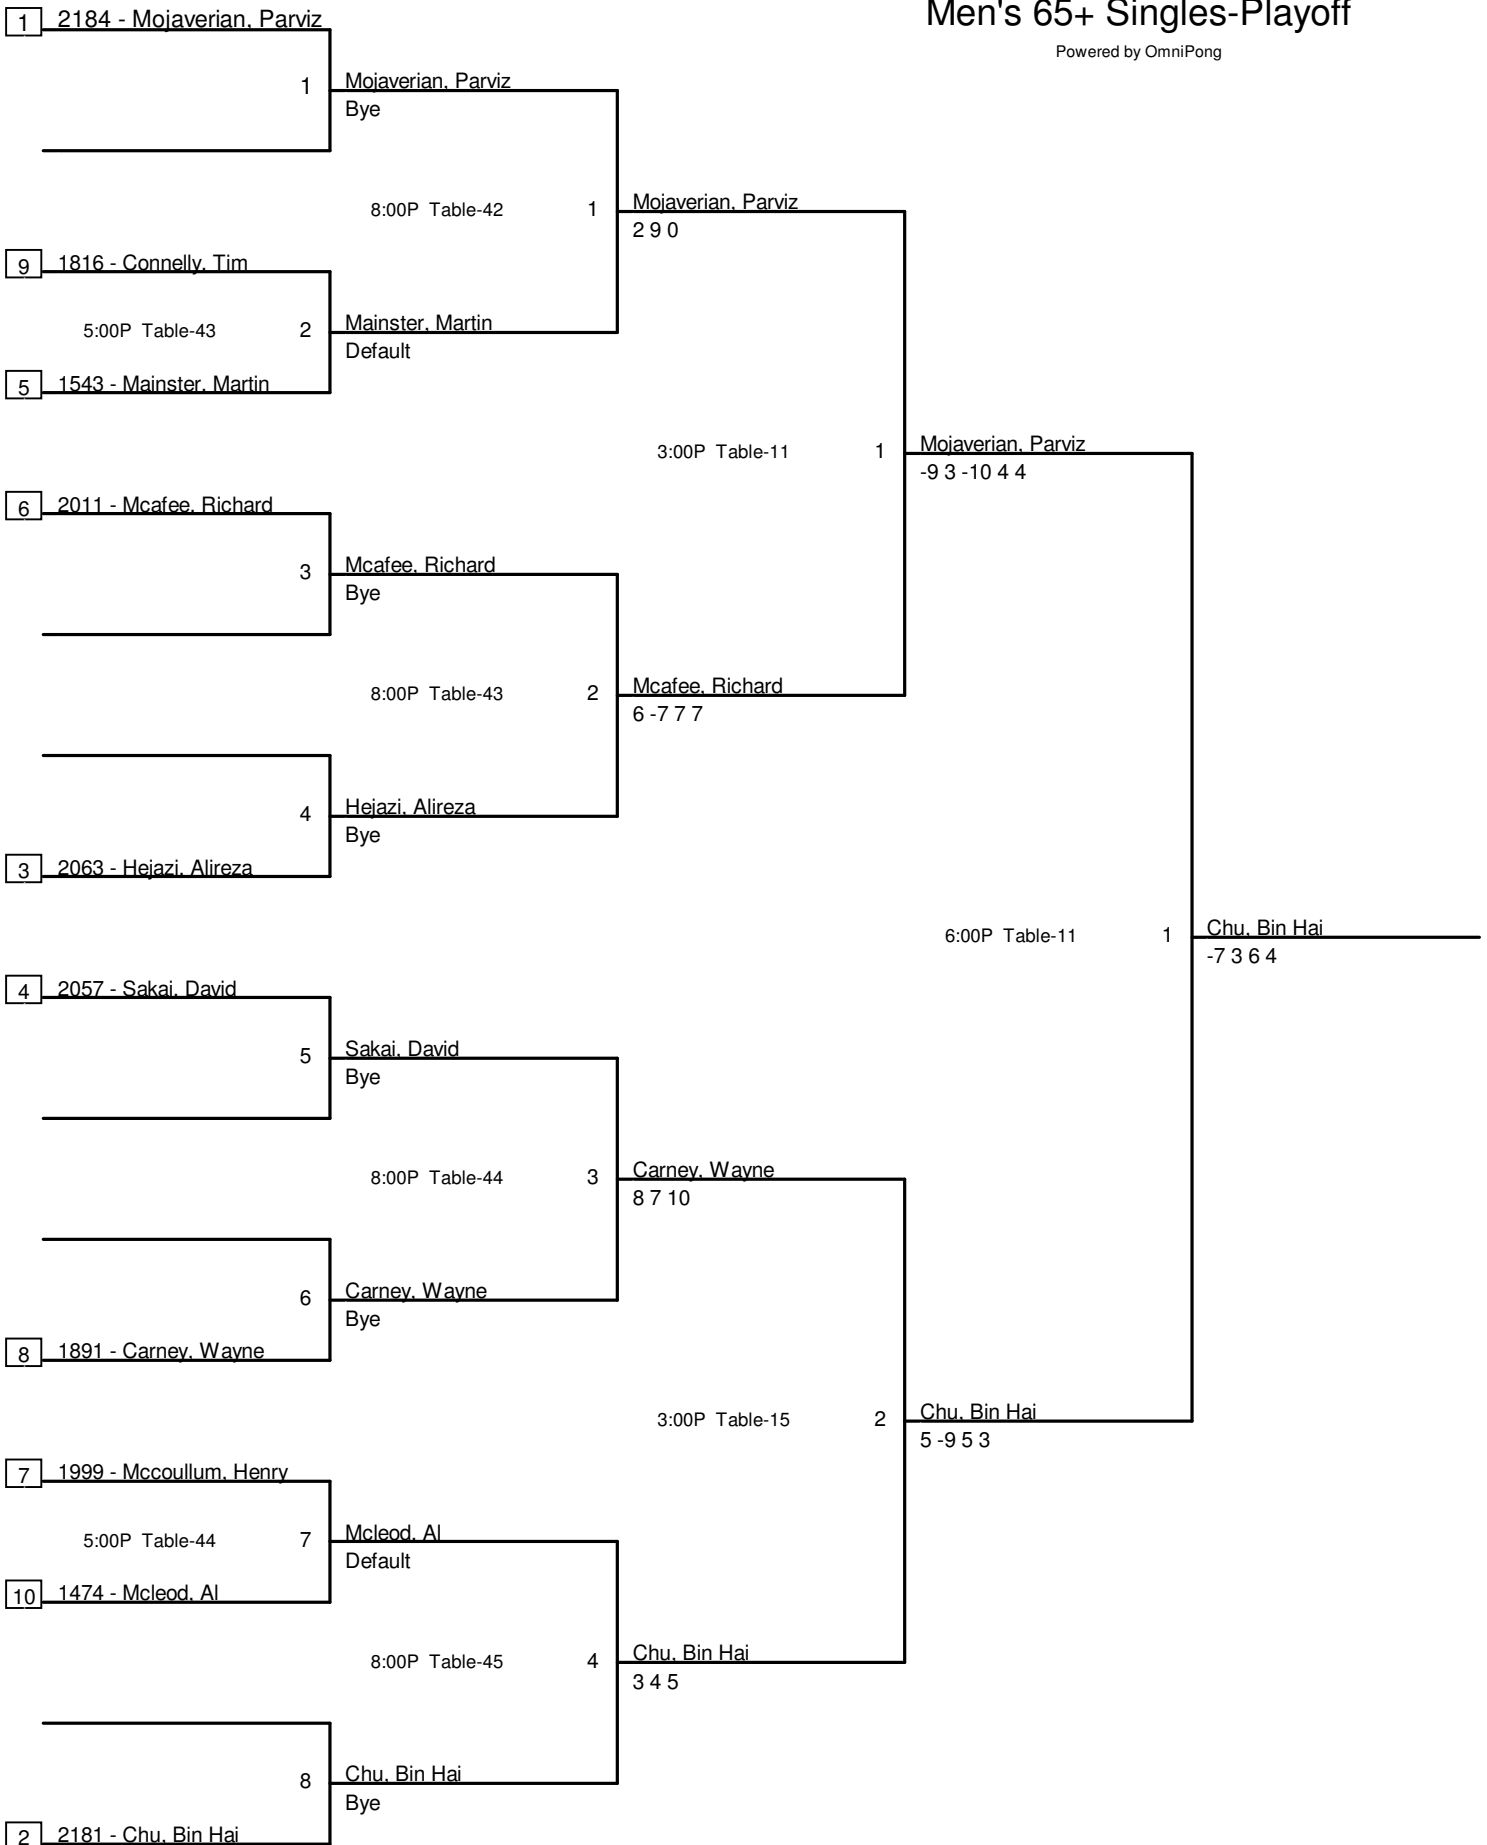 Men's 65+ Singles-Playoff
Powered by OmniPong
1 2184 - Mojaverian, Parviz
1 Mojaverian, Parviz
Bye
8:00P Table-42 1 Mojaverian, Parviz
2 9 0
9 1816 - Connelly, Tim
5:00P Table-43 2 Mainster, Martin
Default
5 1543 - Mainster, Martin
3:00P Table-11 1 Mojaverian, Parviz
-9 3 -10 4 4
6 2011 - Mcafee, Richard
3 Mcafee, Richard
Bye
8:00P Table-43 2 Mcafee, Richard
6 -7 7 7
4 Hejazi, Alireza
Bye
3 2063 - Hejazi, Alireza
6:00P Table-11 1 Chu, Bin Hai
-7 3 6 4
4 2057 - Sakai, David
5 Sakai, David
Bye
8:00P Table-44 3 Carney, Wayne
8 7 10
6 Carney, Wayne
Bye
8 1891 - Carney, Wayne
3:00P Table-15 2 Chu, Bin Hai
5 -9 5 3
7 1999 - Mccoullum, Henry
5:00P Table-44 7 Mcleod, Al
Default
10 1474 - Mcleod, Al
8:00P Table-45 4 Chu, Bin Hai
3 4 5
8 Chu, Bin Hai
Bye
2 2181 - Chu, Bin Hai